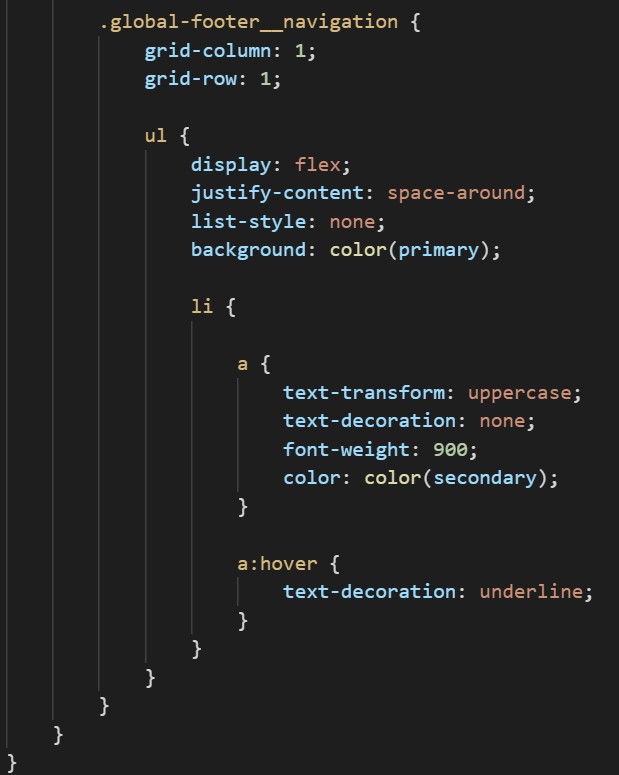 .global-footer__navigation {
grid-column: 1;
grid-row: 1;
ul {
display: flex;
justify-content: space-around;
list-style: none;
background: color(primary);
li {
a {
text-transform: uppercase;
text-decoration: none;
font-weight: 900;
color: color(secondary);
}
a:hover {
text-decoration: underline;
}
}
}
}
}
}